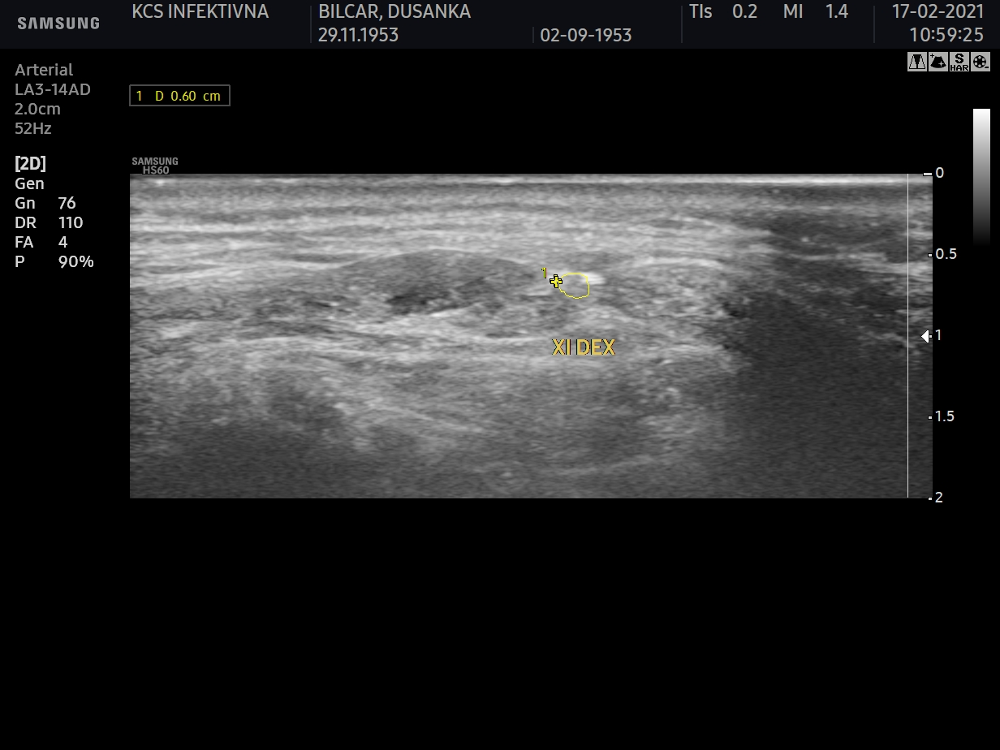 SAMSUNG
KCS INFEKTIVNA
BILCAR, DUSANKA
29.11.1953
02-09-1953
TIs 0.2 MI 1.4
17-02-2021
10:59:25
S
HAR
Arterial
LA3-14AD
2.0cm
52Hz
[2D]
Gen
Gn 76
DR 110
FA 4
P 90%
1 D 0.60 cm
SAMSUNG
HS60
0
0.5
1
1.5
2
1
XI DEX